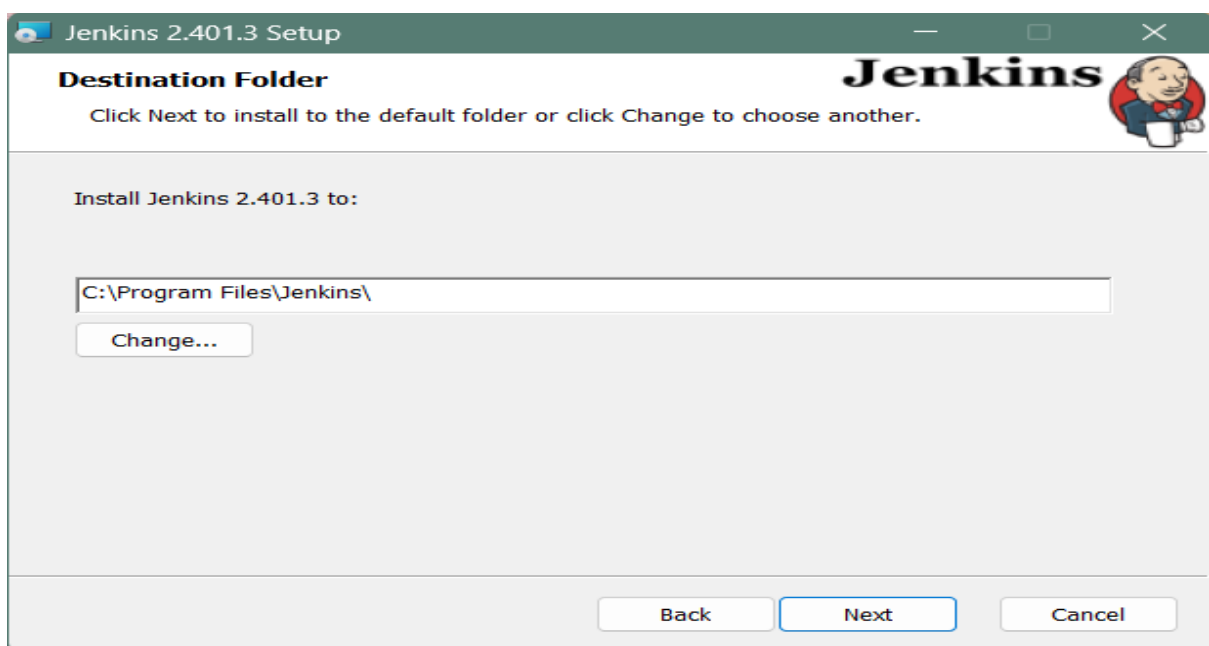 Jenkins 2.401.3 Setup
Destination Folder
Jenkins
Click Next to install to the default folder or click Change to choose another.
Install Jenkins 2.401.3 to:
C:\Program Files\Jenkins\
Change...
Back Next Cancel